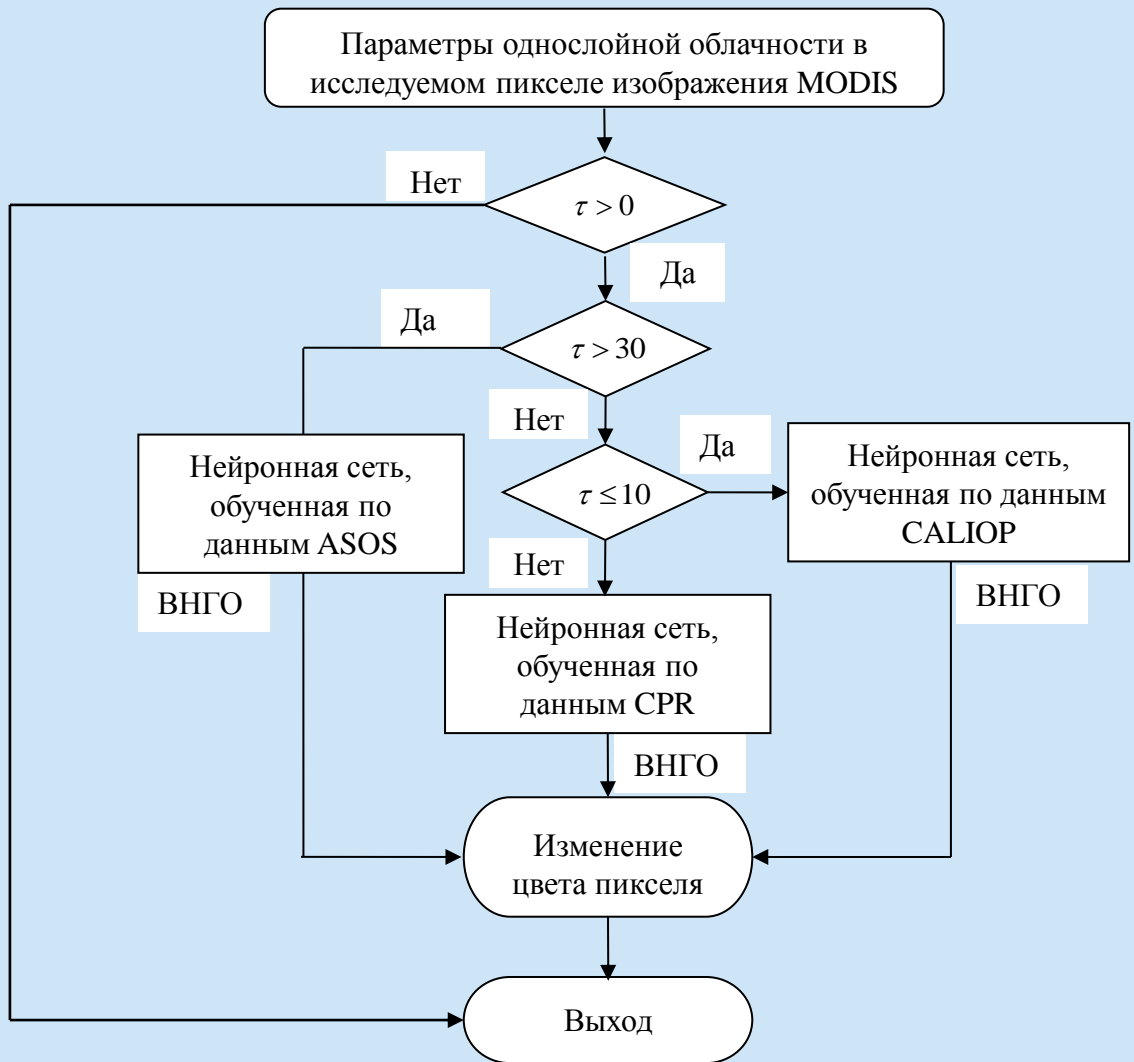 Параметры однослойной облачности в
исследуемом пикселе изображения MODIS
Нет
τ > 0
Да
Да
τ > 30
Нет
Да
Нейронная сеть,
обученная по
данным ASOS
τ ≤ 10
Нейронная сеть,
обученная по данным
CALIOP
Нет
ВНГО
ВНГО
Нейронная сеть,
обученная по
данным CPR
ВНГО
Изменение
цвета пикселя
Выход